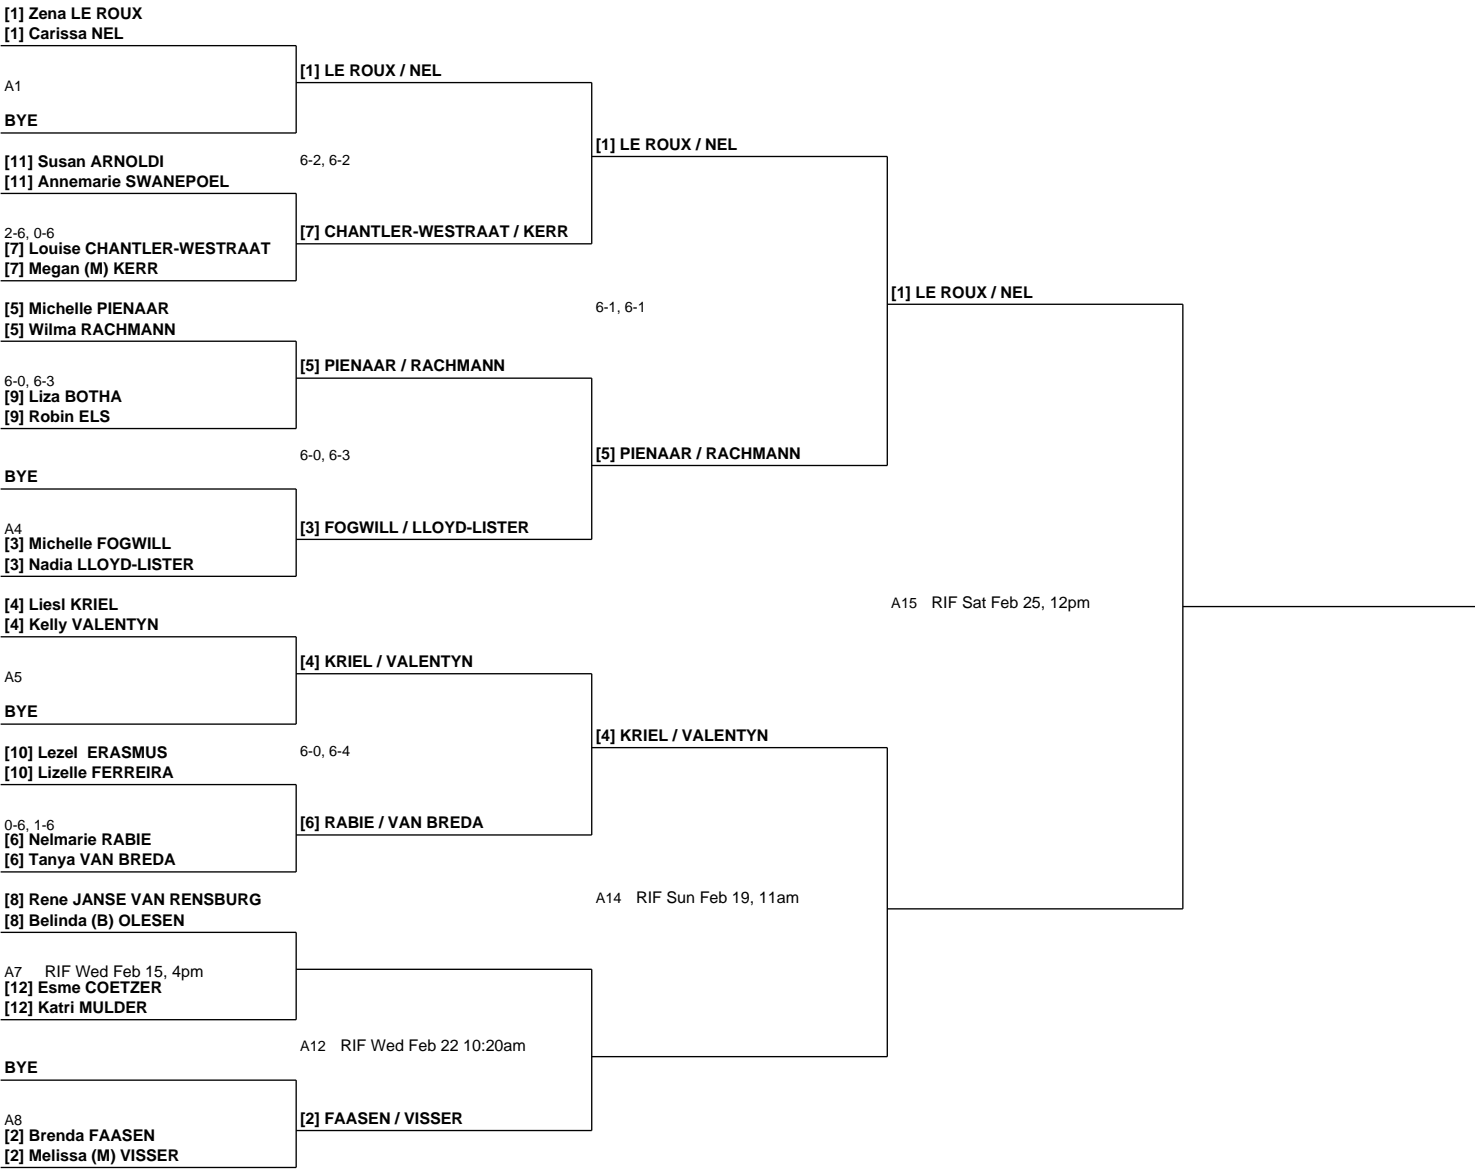 [1] Zena LE ROUX
[1] Carissa NEL
A1
BYE
[11] Susan ARNOLDI
[11] Annemarie SWANEPOEL
2-6, 0-6
[7] Louise CHANTLER-WESTRAAT
[7] Megan (M) KERR
[5] Michelle PIENAAR
[5] Wilma RACHMANN
6-0, 6-3
[9] Liza BOTHA
[9] Robin ELS
BYE
A4
[3] Michelle FOGWILL
[3] Nadia LLOYD-LISTER
[4] Liesl KRIEL
[4] Kelly VALENTYN
A5
BYE
[10] Lezel  ERASMUS
[10] Lizelle FERREIRA
0-6, 1-6
[6] Nelmarie RABIE
[6] Tanya VAN BREDA
[8] Rene JANSE VAN RENSBURG
[8] Belinda (B) OLESEN
A7 RIF Wed Feb 15, 4pm
[12] Esme COETZER
[12] Katri MULDER
BYE
A8
[2] Brenda FAASEN
[2] Melissa (M) VISSER
[1] LE ROUX / NEL
6-2, 6-2
[7] CHANTLER-WESTRAAT / KERR
[5] PIENAAR / RACHMANN
6-0, 6-3
[3] FOGWILL / LLOYD-LISTER
[4] KRIEL / VALENTYN
6-0, 6-4
[6] RABIE / VAN BREDA
A12 RIF Wed Feb 22 10:20am
[2] FAASEN / VISSER
[1] LE ROUX / NEL
6-1, 6-1
[5] PIENAAR / RACHMANN
[4] KRIEL / VALENTYN
A14 RIF Sun Feb 19, 11am
[1] LE ROUX / NEL
A15 RIF Sat Feb 25, 12pm